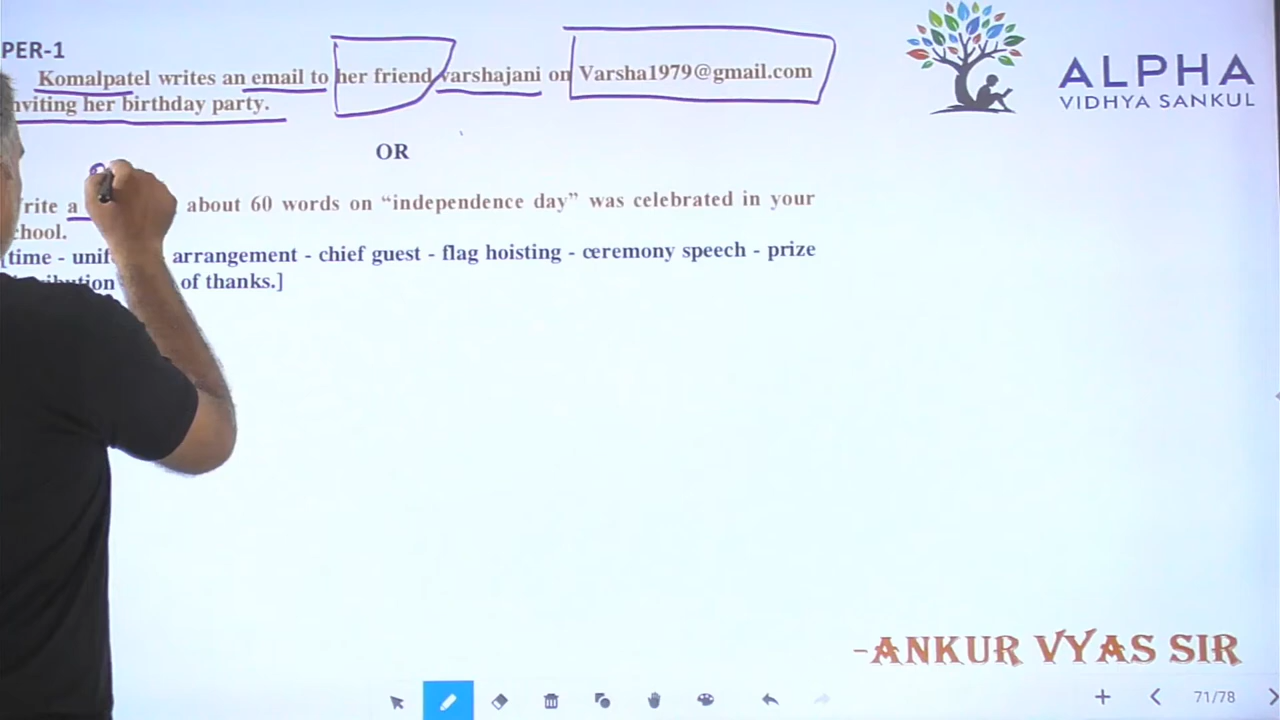 PER-1
Komalpatel writes an email to her friend varshajani on Varsha1979@gmail.com
nviting her birthday party.
OR
rite a about 60 words on “independence day” was celebrated in your
chool.
[time - unif arrangement - chief guest - flag hoisting - ceremony speech - prize
of thanks.]
ALPHA
VIDHYA SANKUL
-ANKUR VYAS SIR
71/78